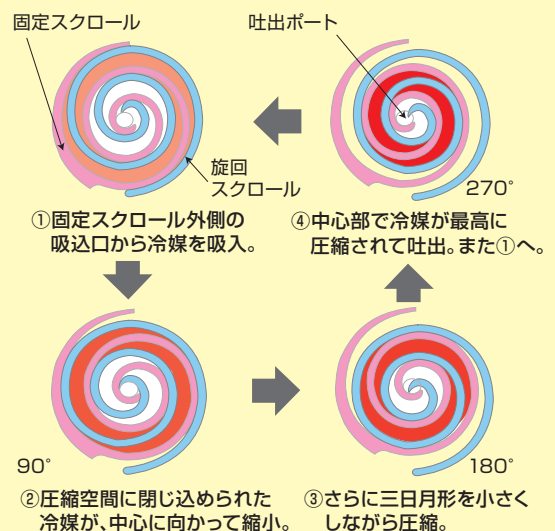 固定スクロール
吐出ポート
旋回
スクロール
①固定スクロール外側の
吸込口から冷媒を吸入。
270°
④中心部で冷媒が最高に
圧縮されて吐出。また①へ。
90°
②圧縮空間に閉じ込められた
冷媒が、中心に向かって縮小。
180°
③さらに三日月形を小さく
しながら圧縮。